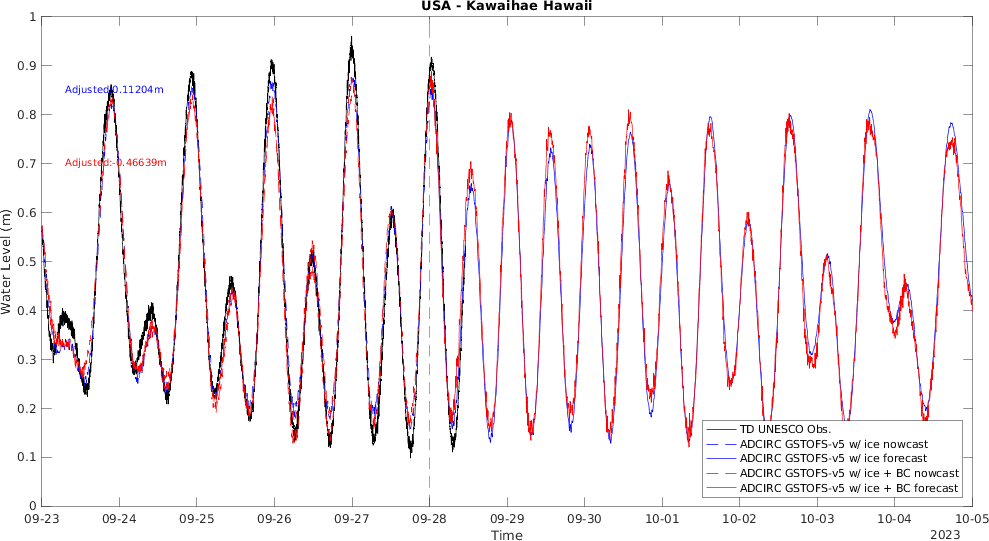 USA - Kawaihae Hawaii
1
0.9
0.8
0.7
0.6
0.5
0.4
0.3
0.2
0.1
0
Water Level (m)
Adjusted:0.11204m
Adjusted:-0.46639m
TD UNESCO Obs.
ADCIRC GSTOFS-v5 w/ ice nowcast
ADCIRC GSTOFS-v5 w/ ice forecast
ADCIRC GSTOFS-v5 w/ ice + BC nowcast
ADCIRC GSTOFS-v5 w/ ice + BC forecast
09-23 09-24 09-25 09-26 09-27 09-28 09-29 09-30 10-01 10-02 10-03 10-04 10-05
Time
2023